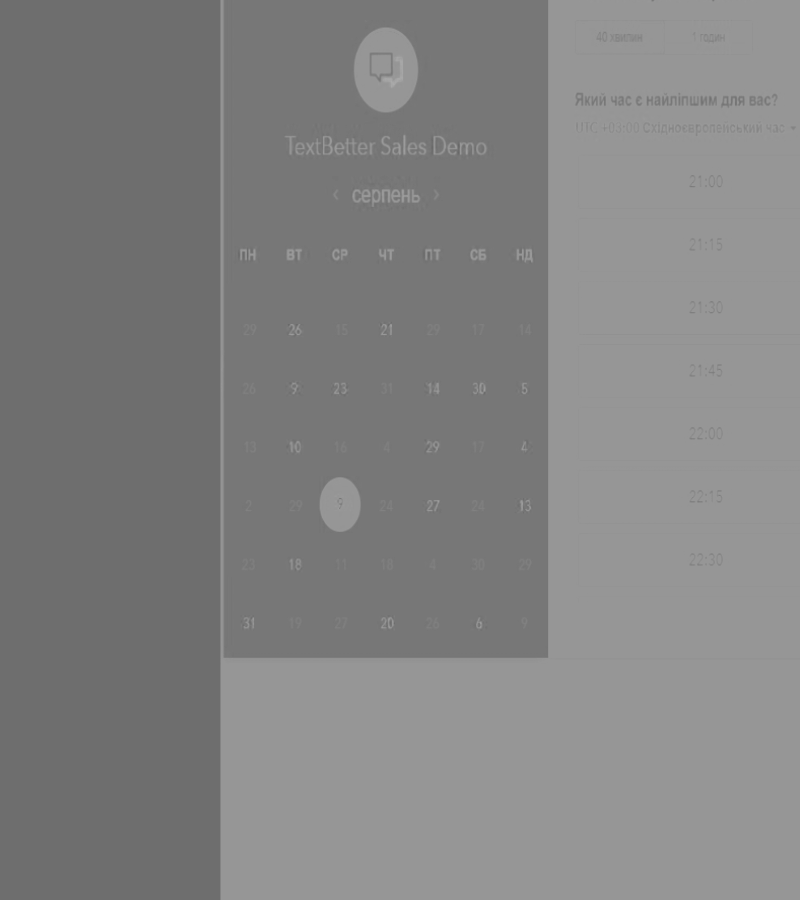 40 хвилин 1 годин
TextBetter Sales Demo
серпень
ПН ВТ СР ЧТ ПТ СБ НД
29 26 15 21 29 17 14
26 9 23 31 14 30 5
13 10 16 4 29 17 4
2 29 9 24 27 24 13
18 11 18 4 30 29
31 19 27 20 26 6 9
Який час є найліпшим для вас?
UTC +03:00 Східноєвропейський час
21:00
21:15
21:30
21:45
22:00
22:15
22:30